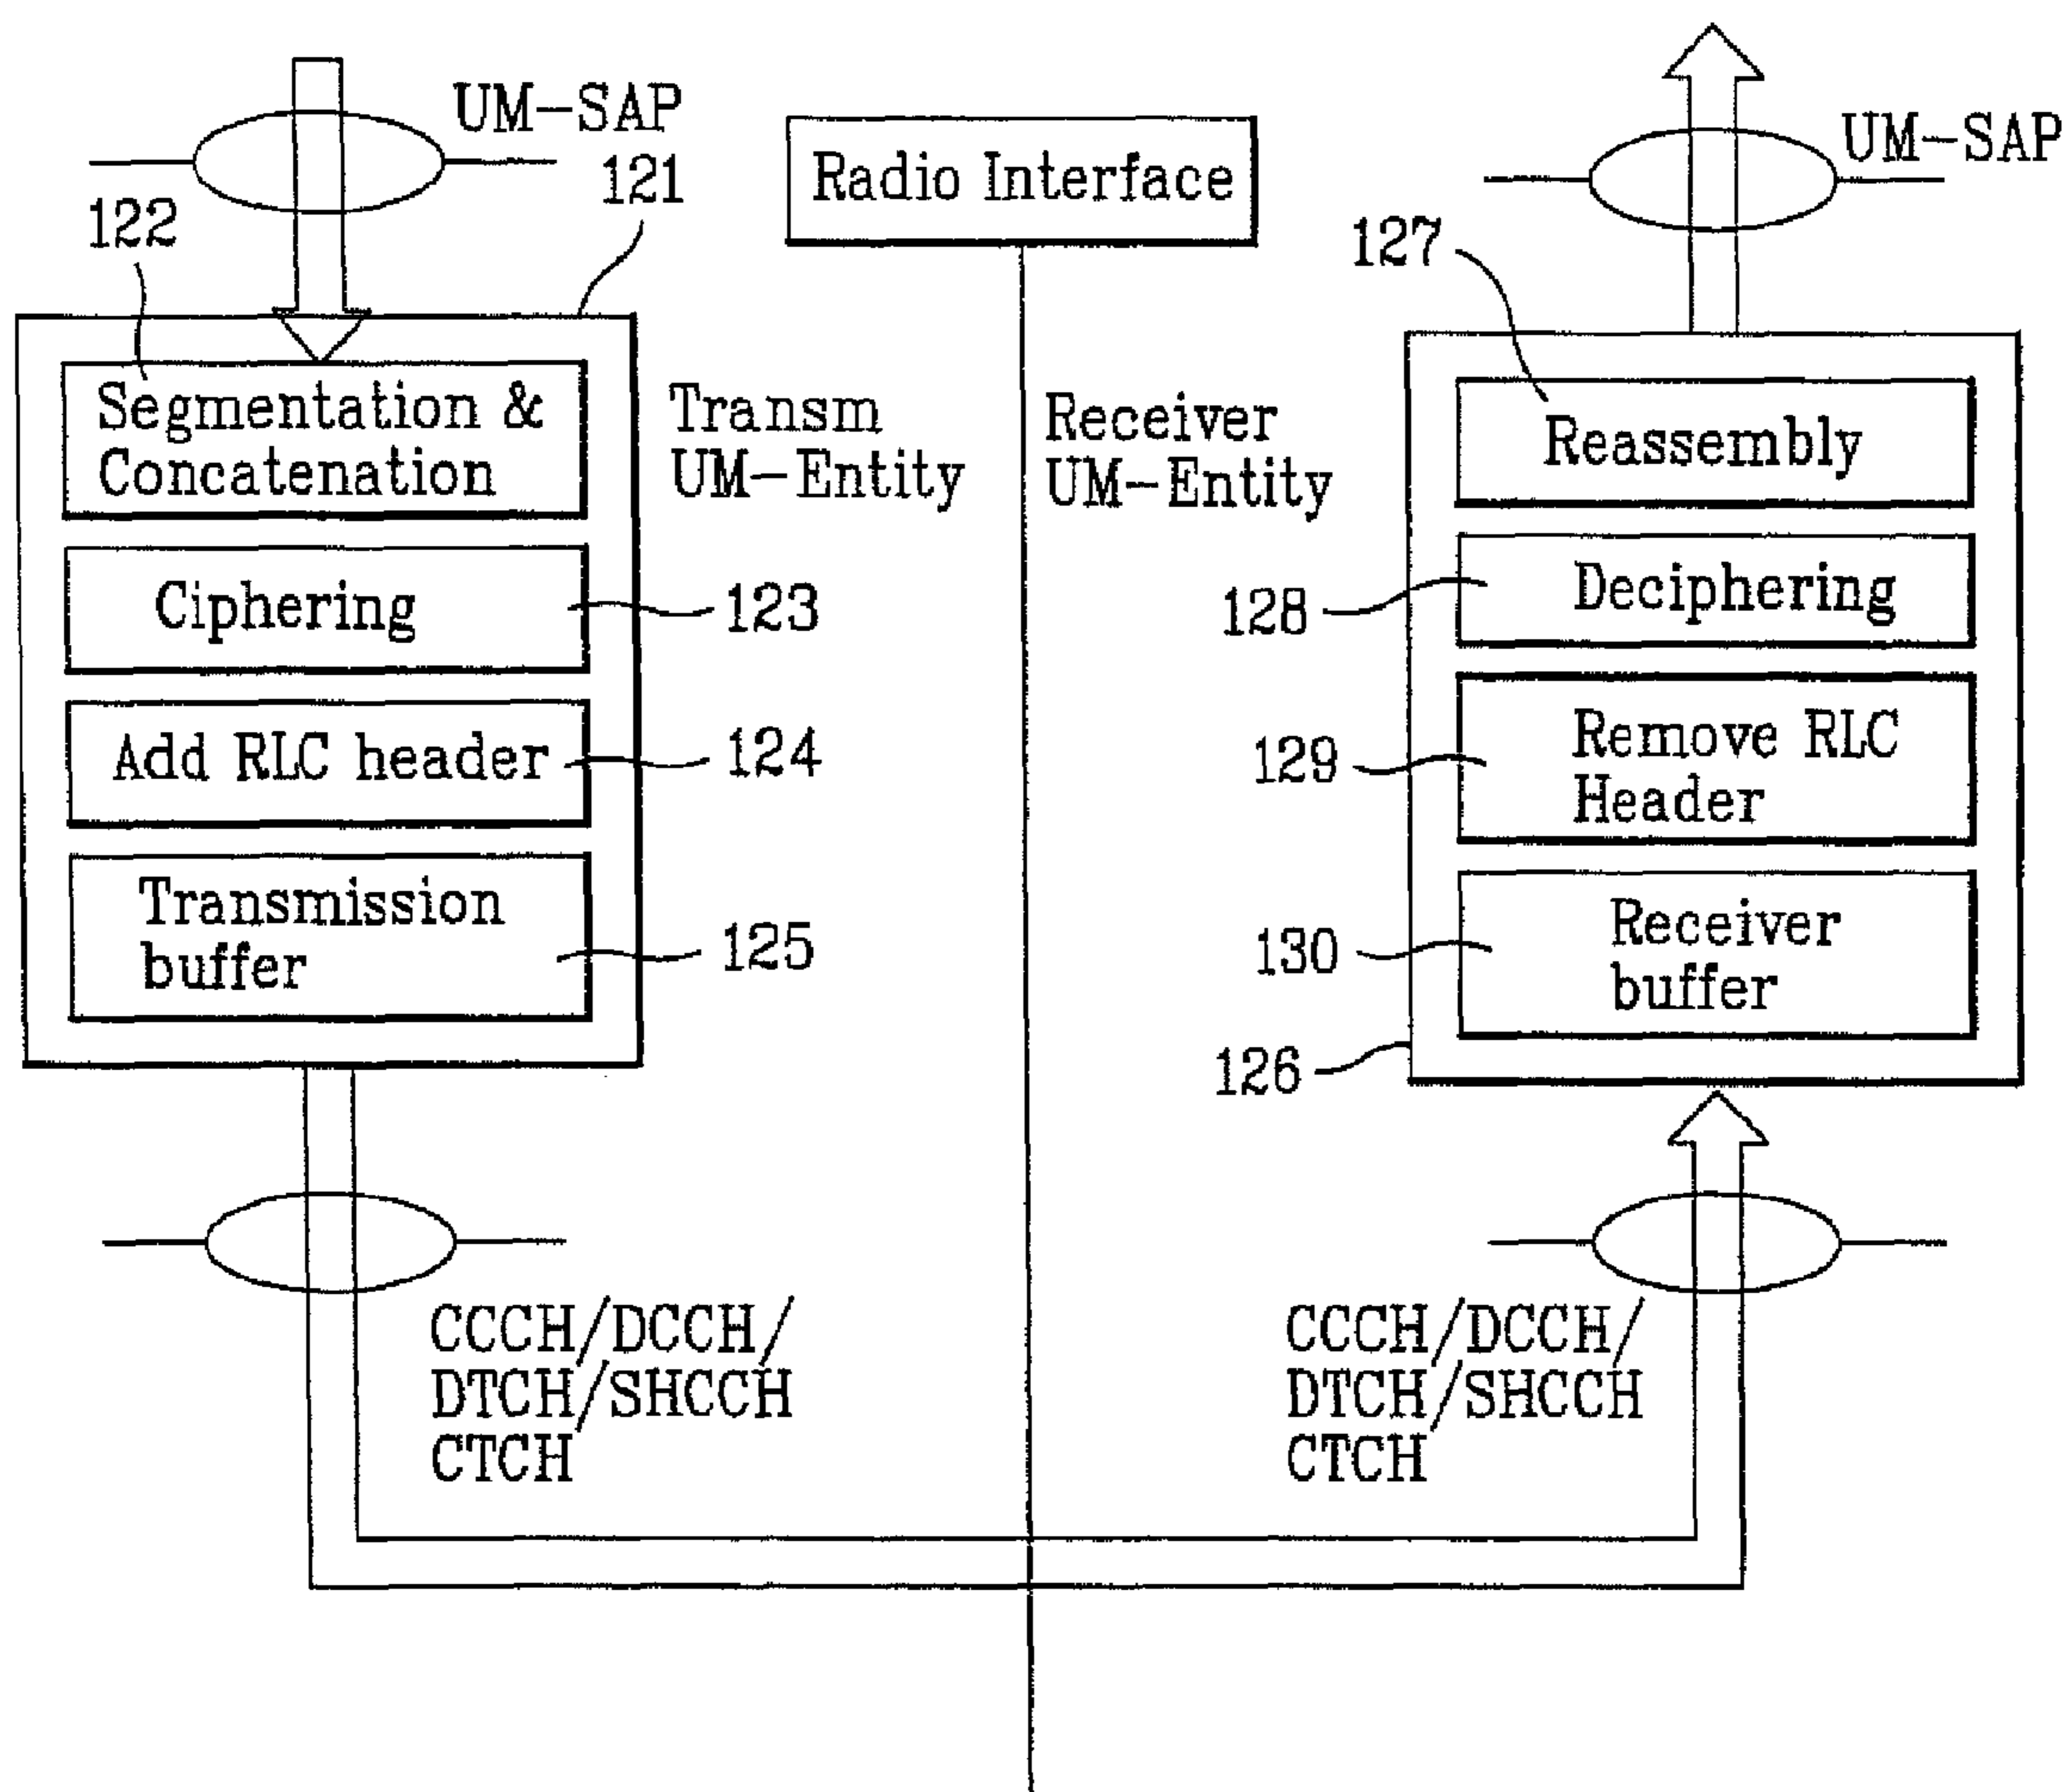 UM-SAP
121
122
Segmentation &
Concatenation
Ciphering
123
Add RLC header
124
Transmission
buffer
125
Transm
UM-Entity
CCCH/DCCH/
DTCH/SHCCH
CTCH
Radio Interface
Receiver
UM-Entity
UM-SAP
127
Reassembly
128
Deciphering
129
Remove RLC
Header
130
Receiver
buffer
126
CCCH/DCCH/
DTCH/SHCCH
CTCH